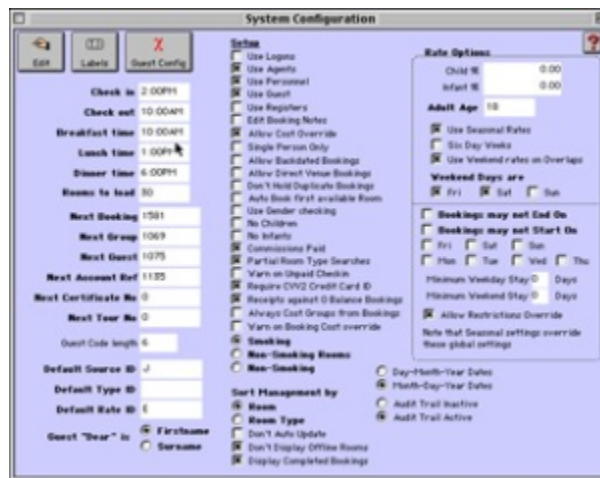 System Configuration
Edit
Labels
Guest Config
?
Check in 2:00PM
Check out 10:00AM
Breakfast time 10:00AM
Lunch time 1:00PM
Dinner time 6:00PM
Rooms to load 30
Next Booking 1581
Next Group 1069
Next Guest 1075
Next Account Ref 1135
Next Certificate No 0
Next Tour No 0
Guest Code length 6
Default Source ID J
Default Type ID
Default Rate ID E
Guest "Dear" is Firstname
Surname
Setup
Use Logons
Use Agents
Use Personnel
Use Guest
Use Registers
Edit Booking Notes
Allow Cost Override
Single Person Only
Allow Backdated Bookings
Allow Direct Venue Bookings
Don't Hold Duplicate Bookings
Auto Book first available Room
Use Gender checking
No Children
No Infants
Commissions Paid
Partial Room Type Searches
Warn on Unpaid Checkin
Require CVV2 Credit Card ID
Receipts against 0 Balance Bookings
Always Cost Groups from Bookings
Warn on Booking Cost override
Smoking
Non-Smoking Rooms
Non-Smoking
Sort Management by
Room
Room Type
Don't Auto Update
Don't Display Offline Rooms
Display Completed Bookings
Rate Options
Child % 0.00
Infant % 0.00
Adult Age 18
Use Seasonal Rates
Six Day Weeks
Use Weekend rates on Overlaps
Weekend Days are
Fri Sat Sun
Bookings may not End On
Bookings may not Start On
Fri Sat Sun
Mon Tue Wed Thu
Minimum Weekday Stay 0 Days
Minimum Weekend Stay 0 Days
Allow Restrictions Override
Note that Seasonal settings override
these global settings
Day-Month-Year Dates
Month-Day-Year Dates
Audit Trail Inactive
Audit Trail Active